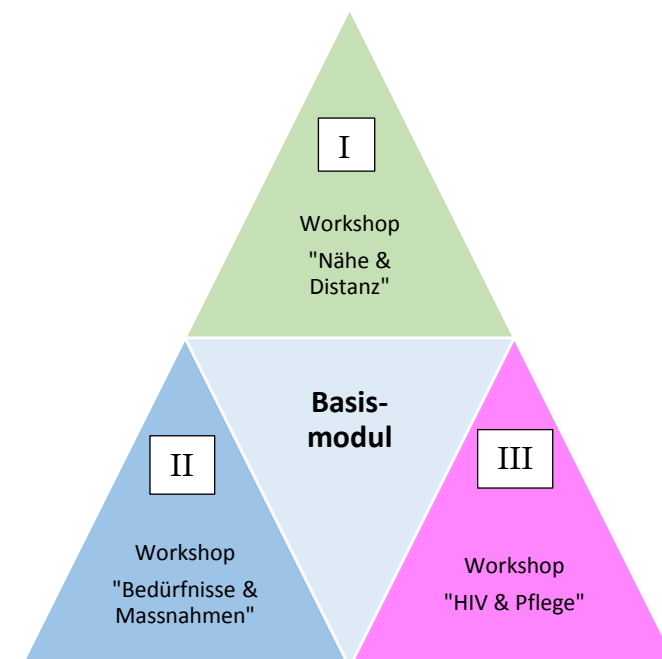 I
Workshop
"Nähe &
Distanz"
Basis-
modul
II
Workshop
"Bedürfnisse &
Massnahmen"
III
Workshop
"HIV & Pflege"